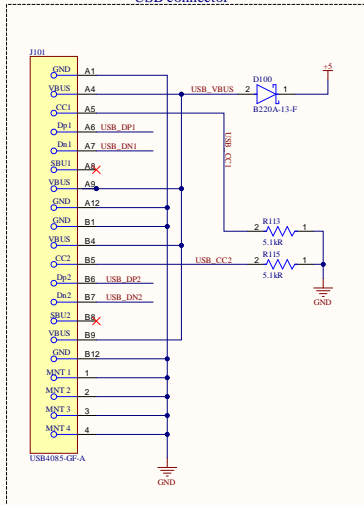 USB connector
J101
GND A1
VBUS A4 USB_VBUS 2 D100 1 +5
B220A-13-F
CC1 A5
Dp1 A6 USB_DP1
Dn1 A7 USB_DN1
USB_CC1
SBU1 A8
VBUS A9
GND A12
GND B1
R113
2 1
5.1kR
VBUS B4
CC2 B5 USB_CC2 2 R115 1
5.1kR
Dp2 B6 USB_DP2
Dn2 B7 USB_DN2
GND
SBU2 B8
VBUS B9
GND B12
MNT 1 1
MNT 2 2
MNT 3 3
MNT 4 4
USB4085-GF-A
GND